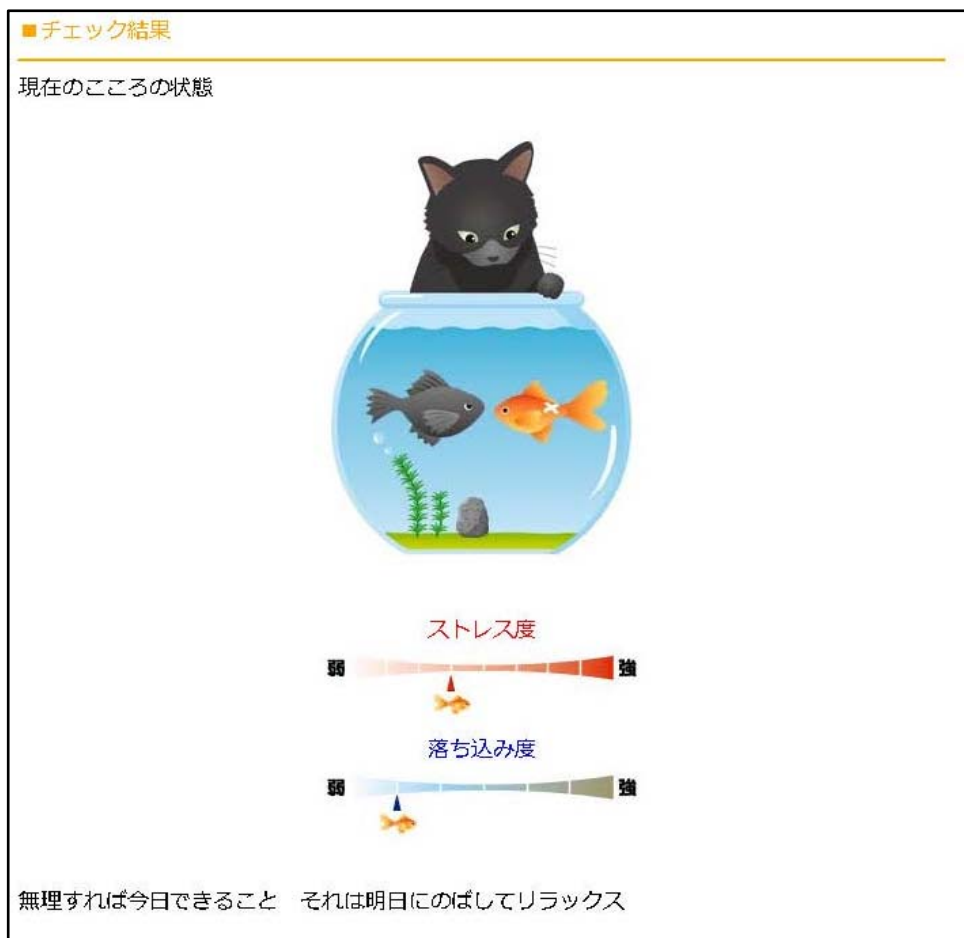 ■チェック結果
現在のこころの状態
ストレス度
弱 強
落ち込み度
弱 強
無理すれば今日できること　それは明日にのばしてリラックス